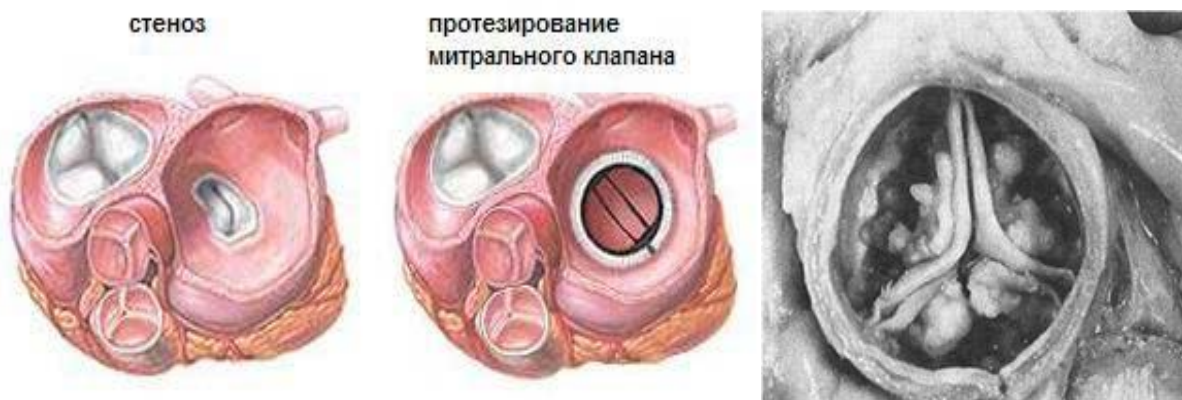 стеноз
протезирование
митрального клапана